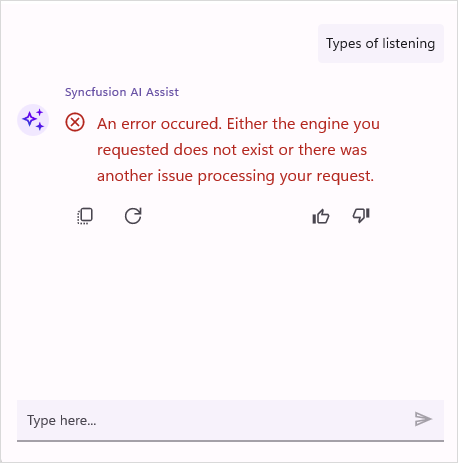 Types of listening
Syncfusion AI Assist
An error occured. Either the engine you
requested does not exist or there was
another issue processing your request.
Type here...